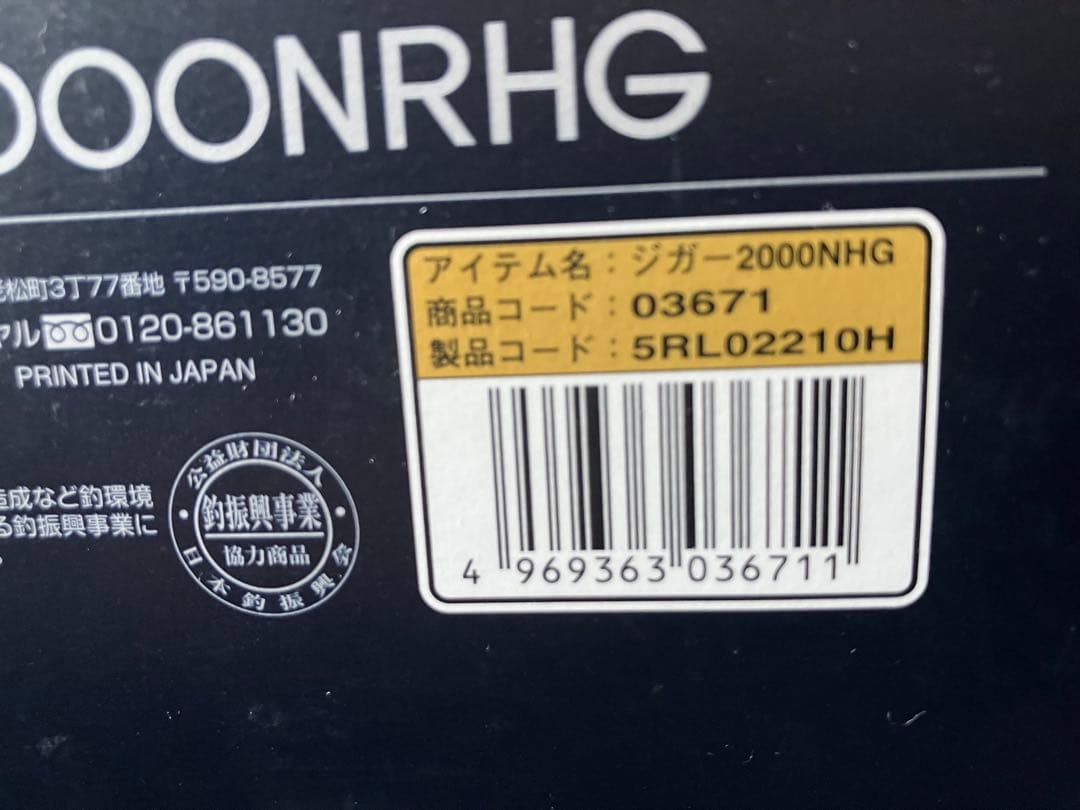 OOONRHG
松町3丁77番地 〒590-8577
ヤル 0120-861130
PRINTED IN JAPAN
造成など釣環境
る釣振興事業に
公益財団法人
釣振興事業
協力商品
日本釣振興会
アイテム名：ジガー2000NHG
商品コード：03671
製品コード：5RL02210H
4 969363 036711